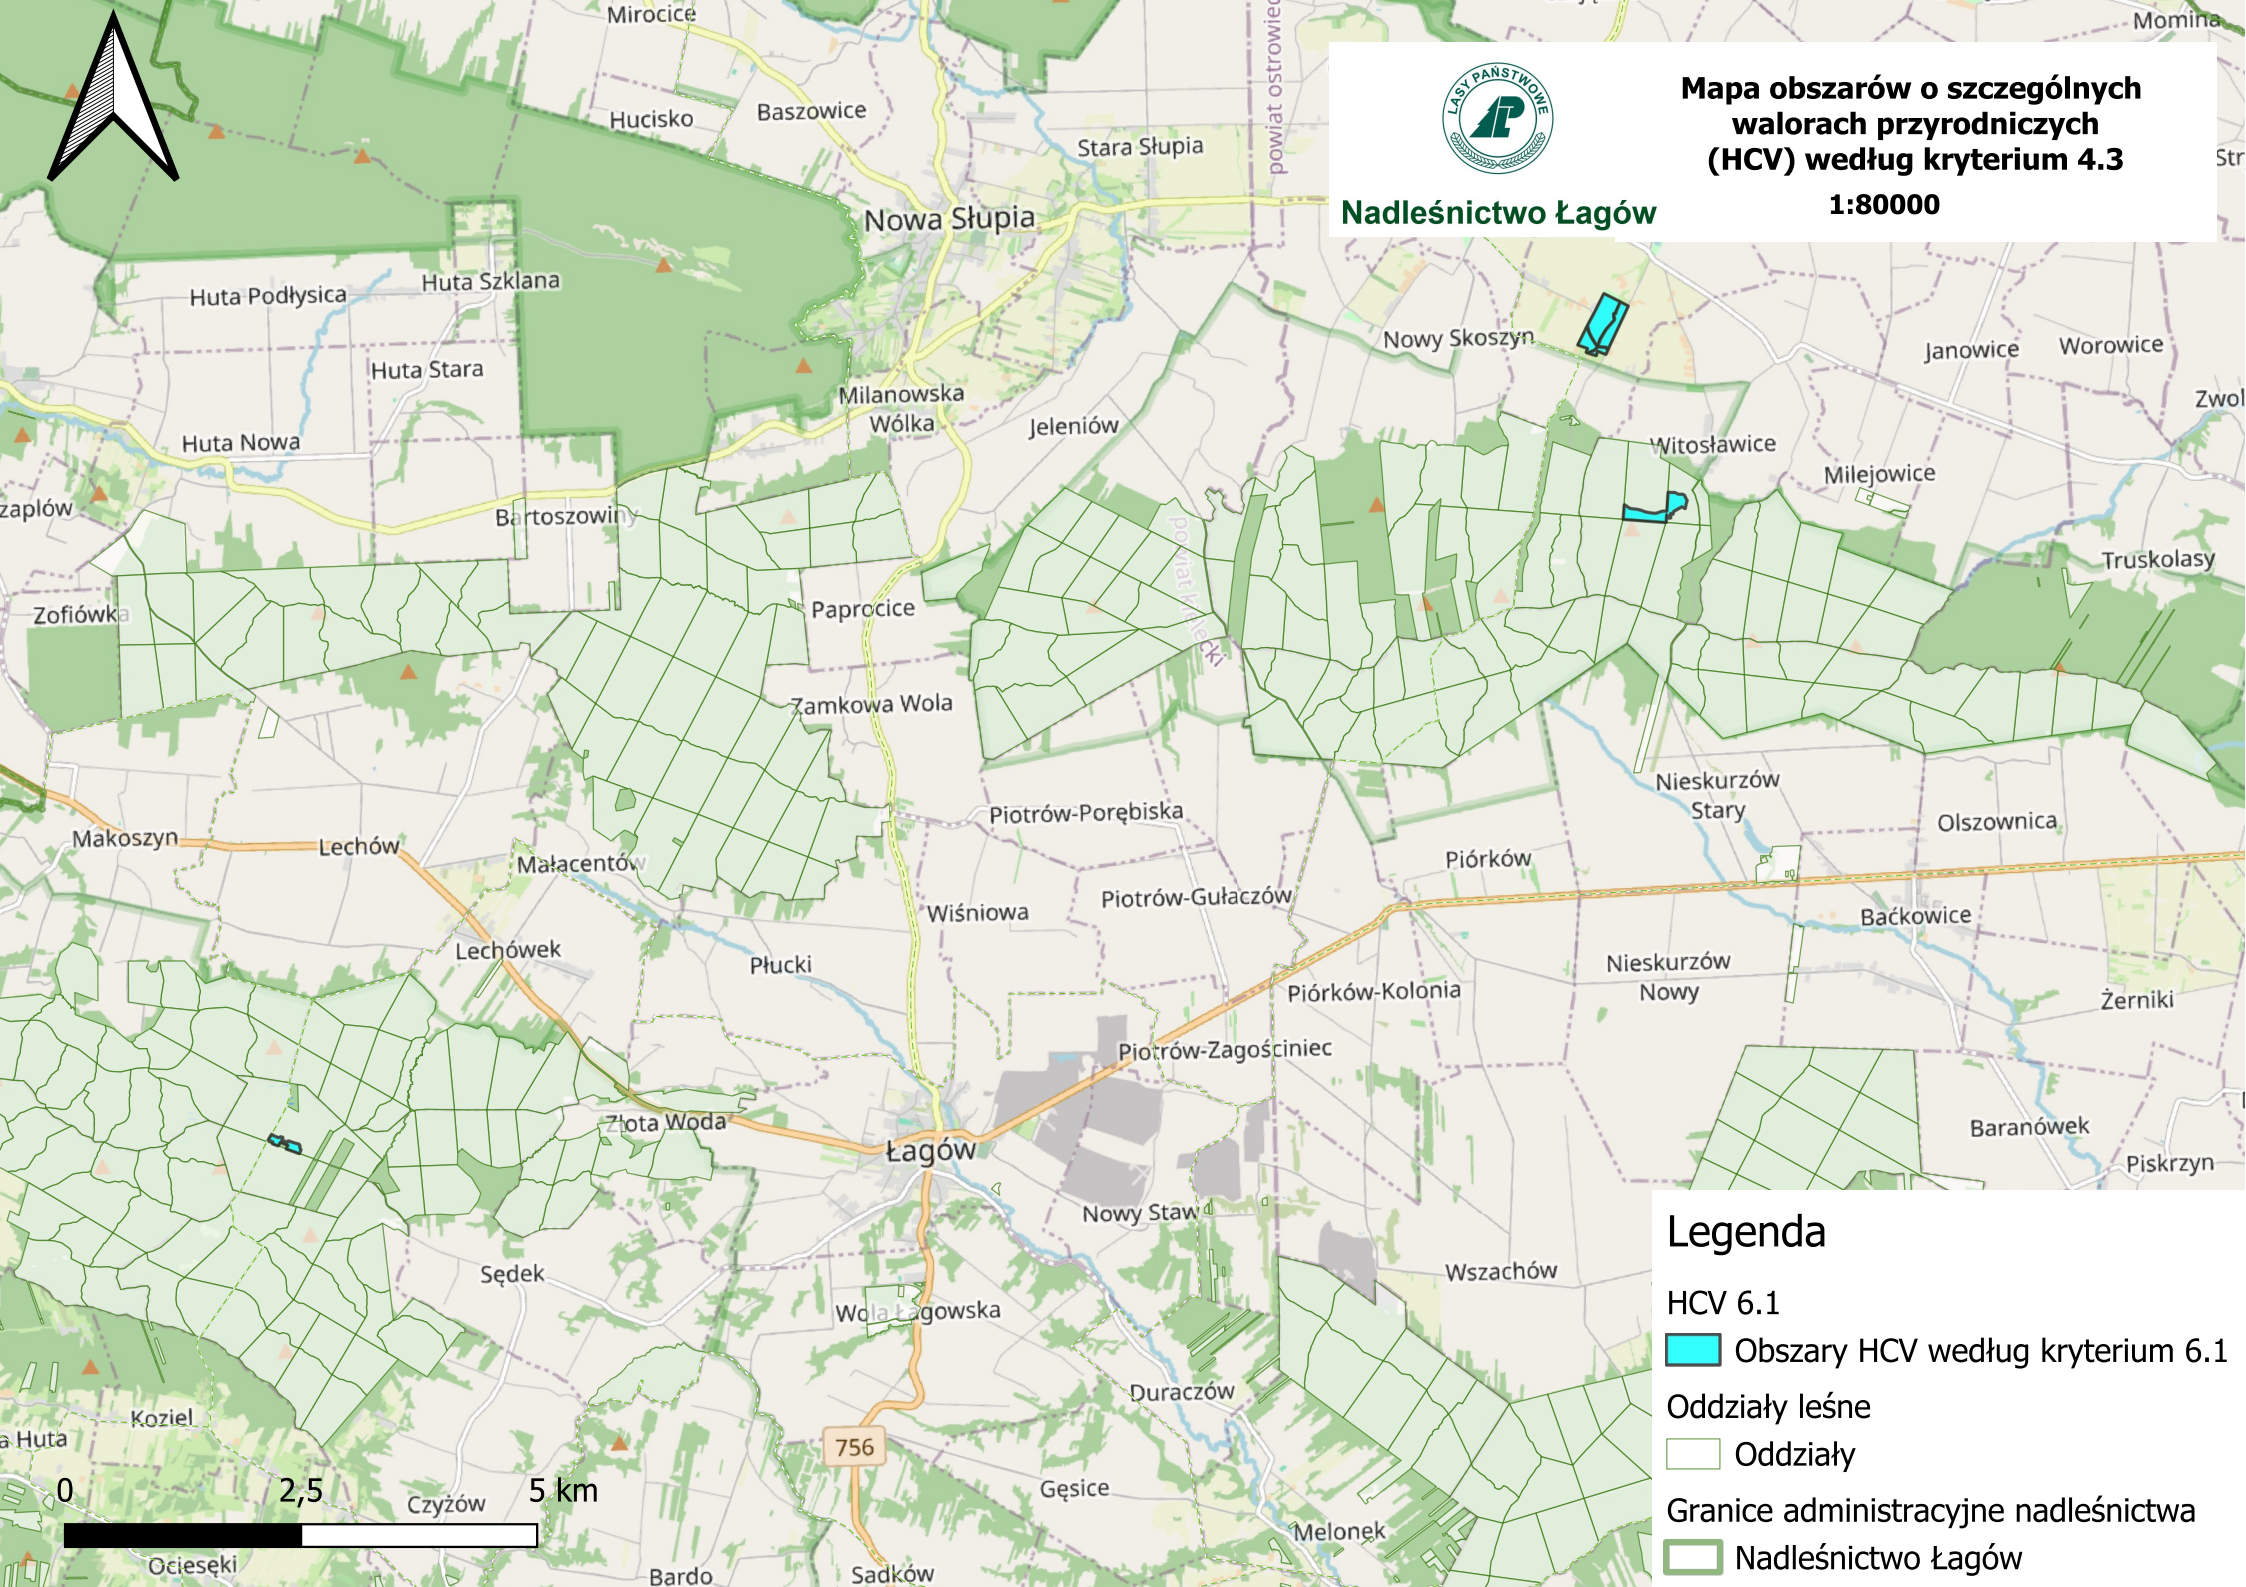 Mirocice
Momina
powiat ostrowiec
LASY PAŃSTWOWE
Mapa obszarów o szczególnych
walorach przyrodniczych
(HCV) według kryterium 4.3
1:80000
Nadleśnictwo Łagów
Hucisko
Baszowice
Stara Słupia
Str
Nowa Słupia
Huta Szklana
Huta Podłysica
Nowy Skoszyn
Janowice
Worowice
Huta Stara
Milanowska
Wólka
Zwol
Jeleniów
Huta Nowa
Witosławice
Milejowice
zaplów
Bartoszowiny
powiat kielecki
Truskolasy
Zofiówka
Paprocice
Zamkowa Wola
Nieskurzów
Stary
Piotrów-Porębiska
Olszownica
Makoszyn
Lechów
Małacentów
Piórków
Piotrów-Gułaczów
Wiśniowa
Baćkowice
Lechówek
Płucki
Nieskurzów
Nowy
Piórków-Kolonia
Żerniki
Piotrów-Zagościniec
Złota Woda
Baranówek
Łagów
Piskrzyn
Nowy Staw
Sędek
Wszachów
Wola Łagowska
Duraczów
Koziel
a Huta
756
Gęsice
Czyżów
Melonek
Ociesęki
Bardo
Sadków
0 2,5 5 km
Legenda
HCV 6.1
Obszary HCV według kryterium 6.1
Oddziały leśne
Oddziały
Granice administracyjne nadleśnictwa
Nadleśnictwo Łagów